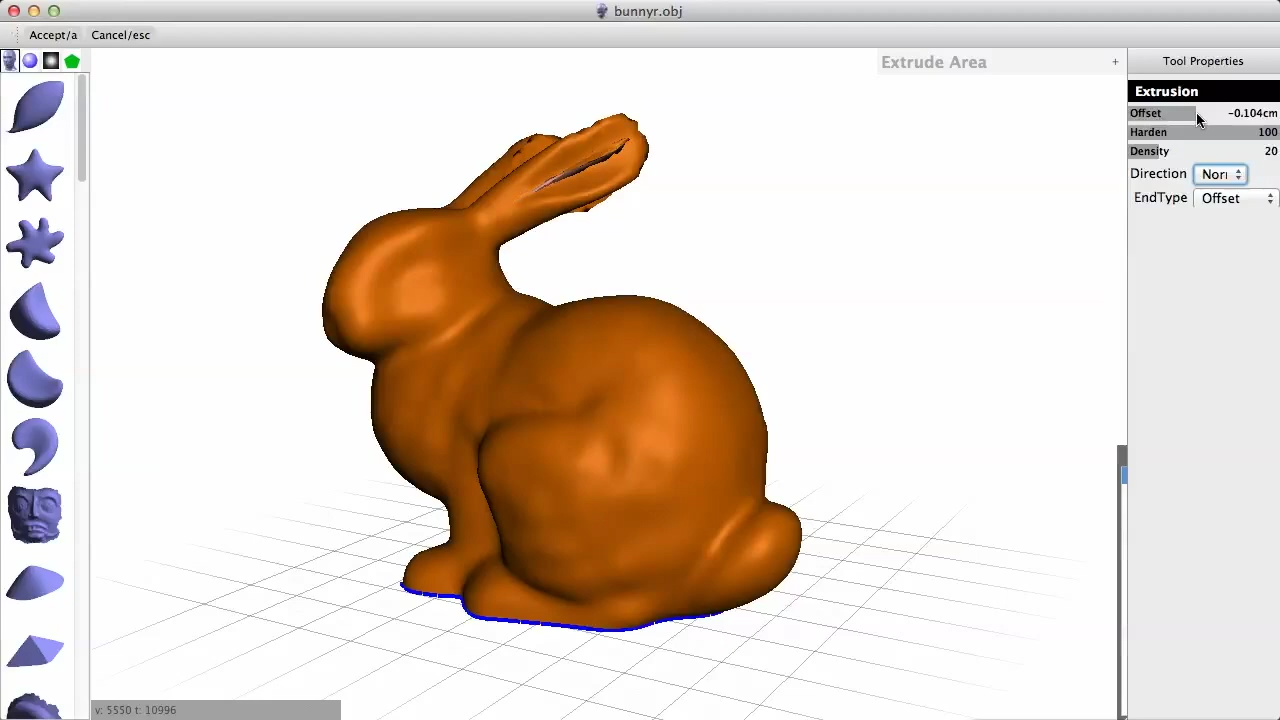 bunnyr.obj
Accept/a Cancel/esc
Extrude Area +
Tool Properties
Extrusion
Offset -0.104cm
Harden 100
Density 20
Direction Nor
EndType Offset
v: 5550 t: 10996